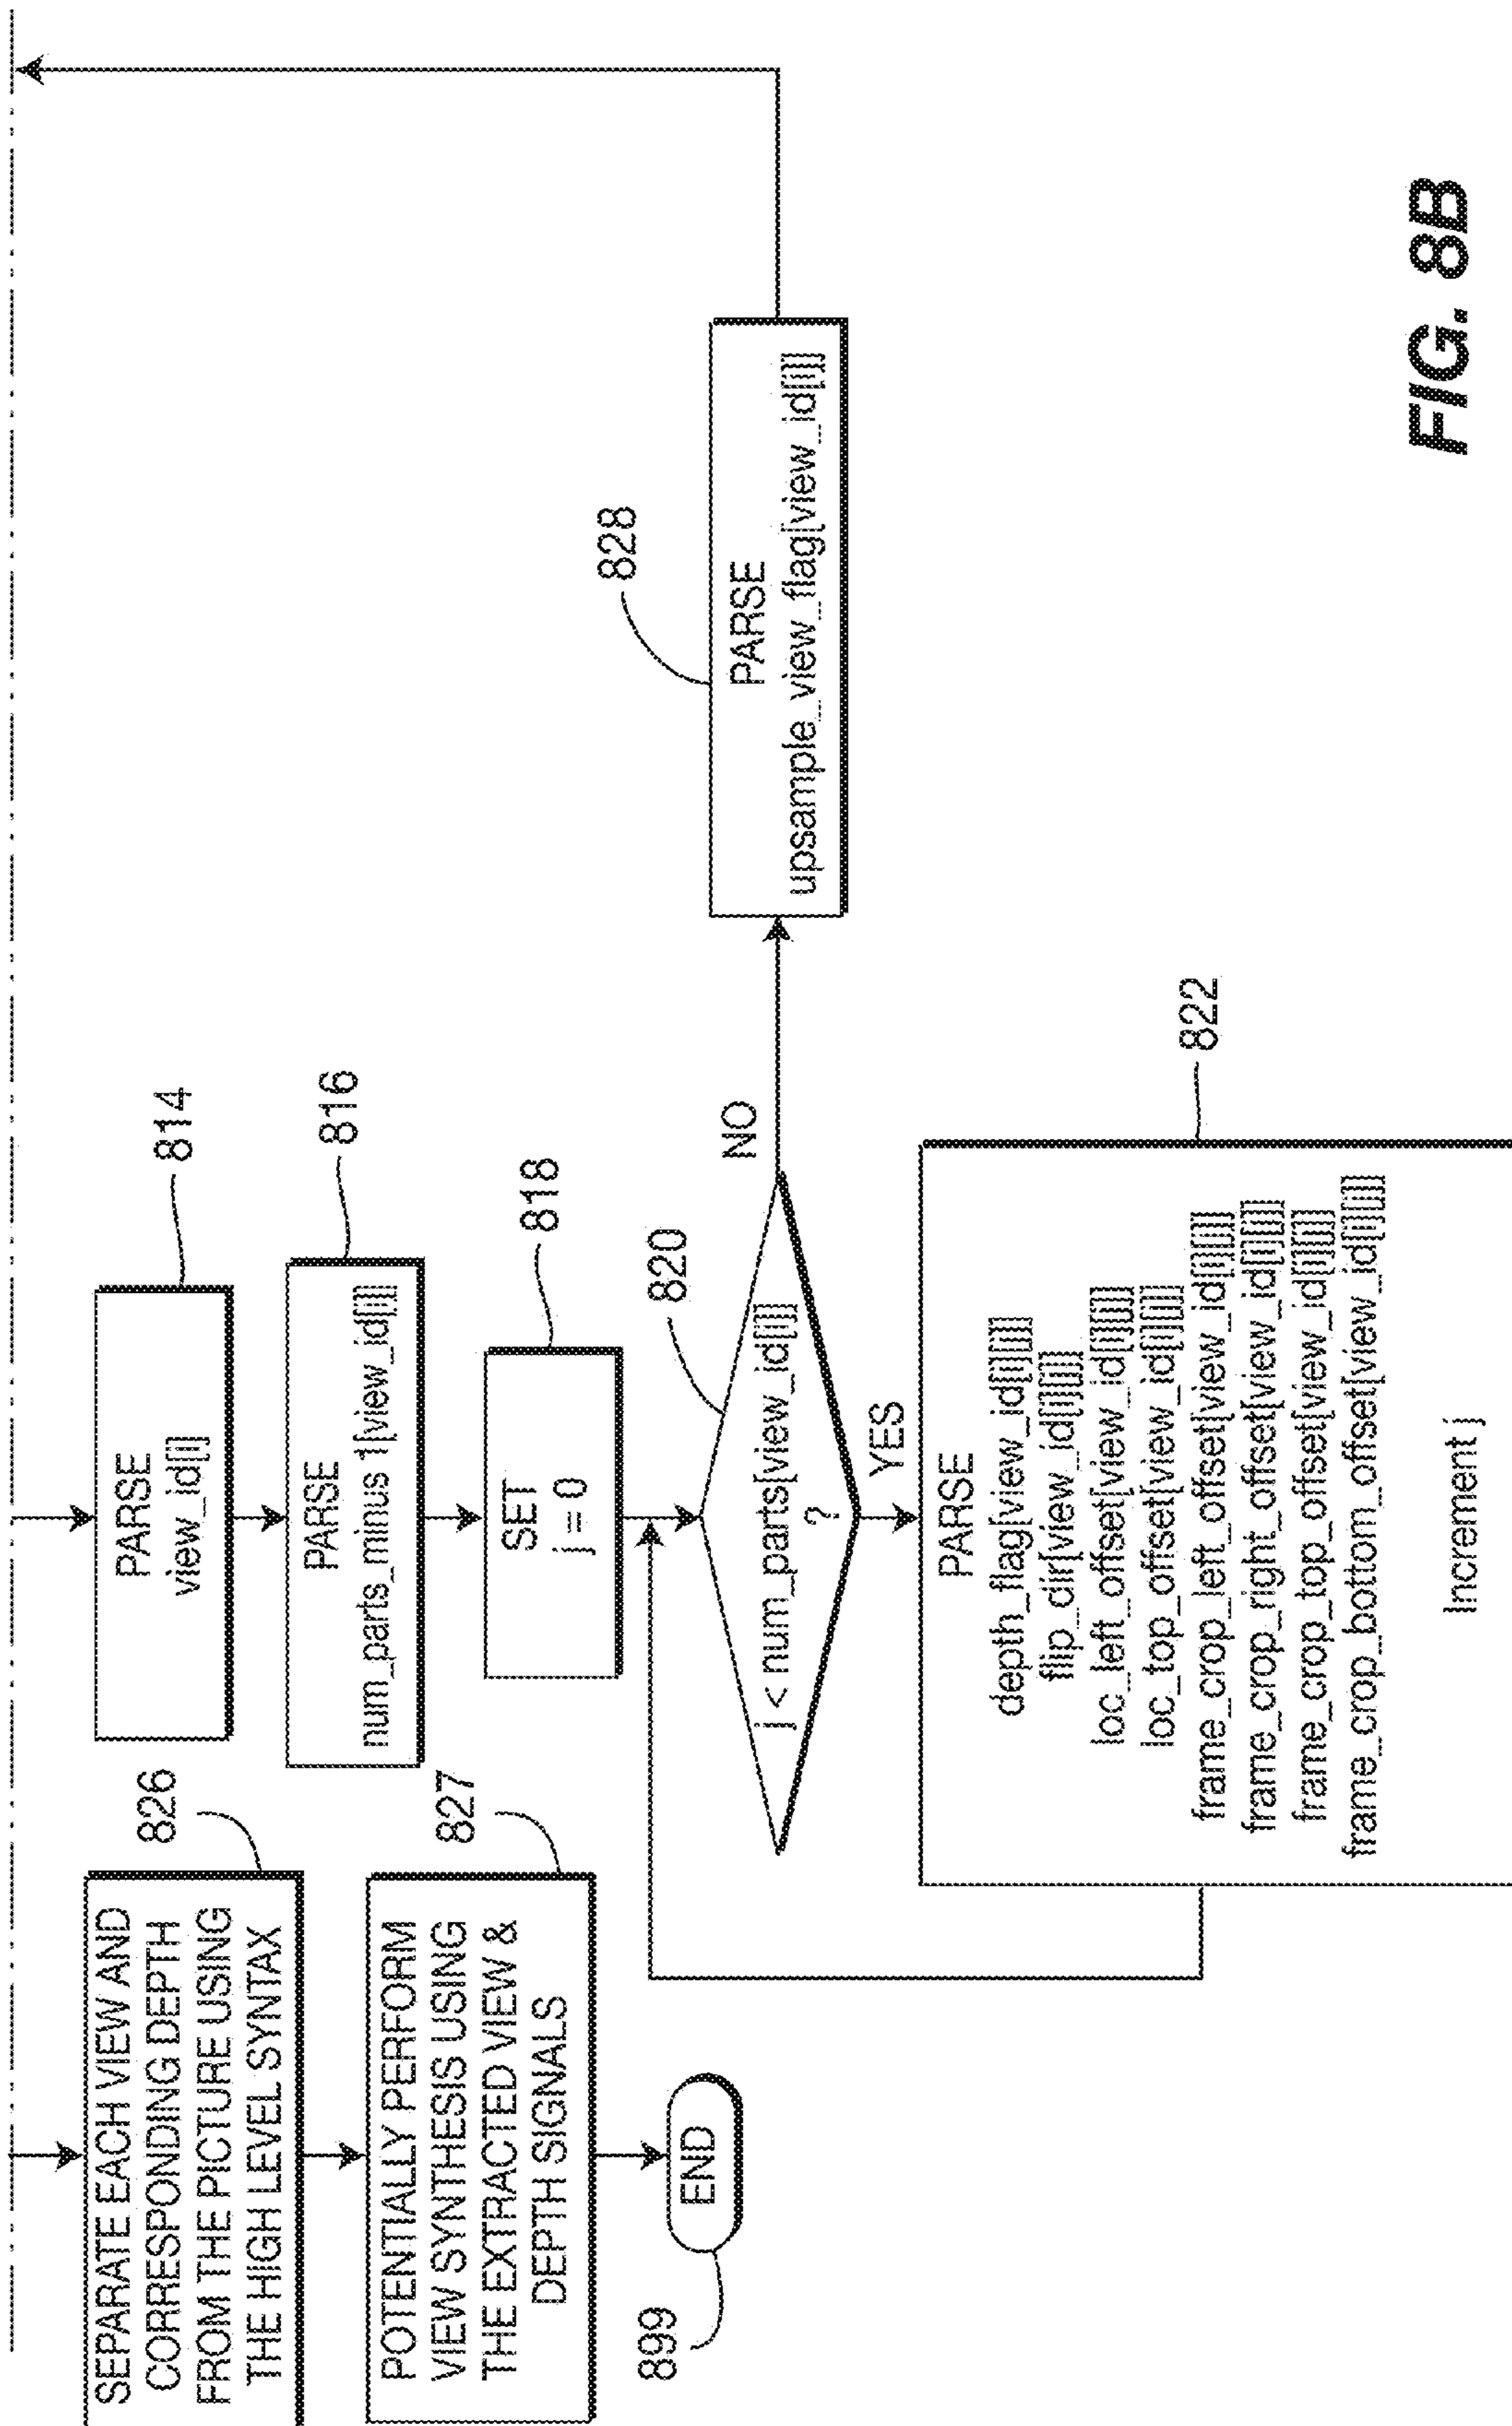 826
SEPARATE EACH VIEW AND
CORRESPONDING DEPTH
FROM THE PICTURE USING
THE HIGH LEVEL SYNTAX
827
POTENTIALLY PERFORM
VIEW SYNTHESIS USING
THE EXTRACTED VIEW &
DEPTH SIGNALS
END
899
814
PARSE
view_id[i]
816
PARSE
num_parts_minus 1[view_id[i]]
818
SET
j = 0
820
j < num_parts[view_id[i]]
?
NO
YES
822
PARSE
depth_flag[view_id[i]][j]
flip_dir[view_id[i]][j]
loc_left_offset[view_id[i]][j]
loc_top_offset[view_id[i]][j]
frame_crop_left_offset[view_id[i]][j]
frame_crop_right_offset[view_id[i]][j]
frame_crop_top_offset[view_id[i]][j]
frame_crop_bottom_offset[view_id[i]][j]
Increment j
828
PARSE
upsample_view_flag[view_id[i]]
FIG. 8B